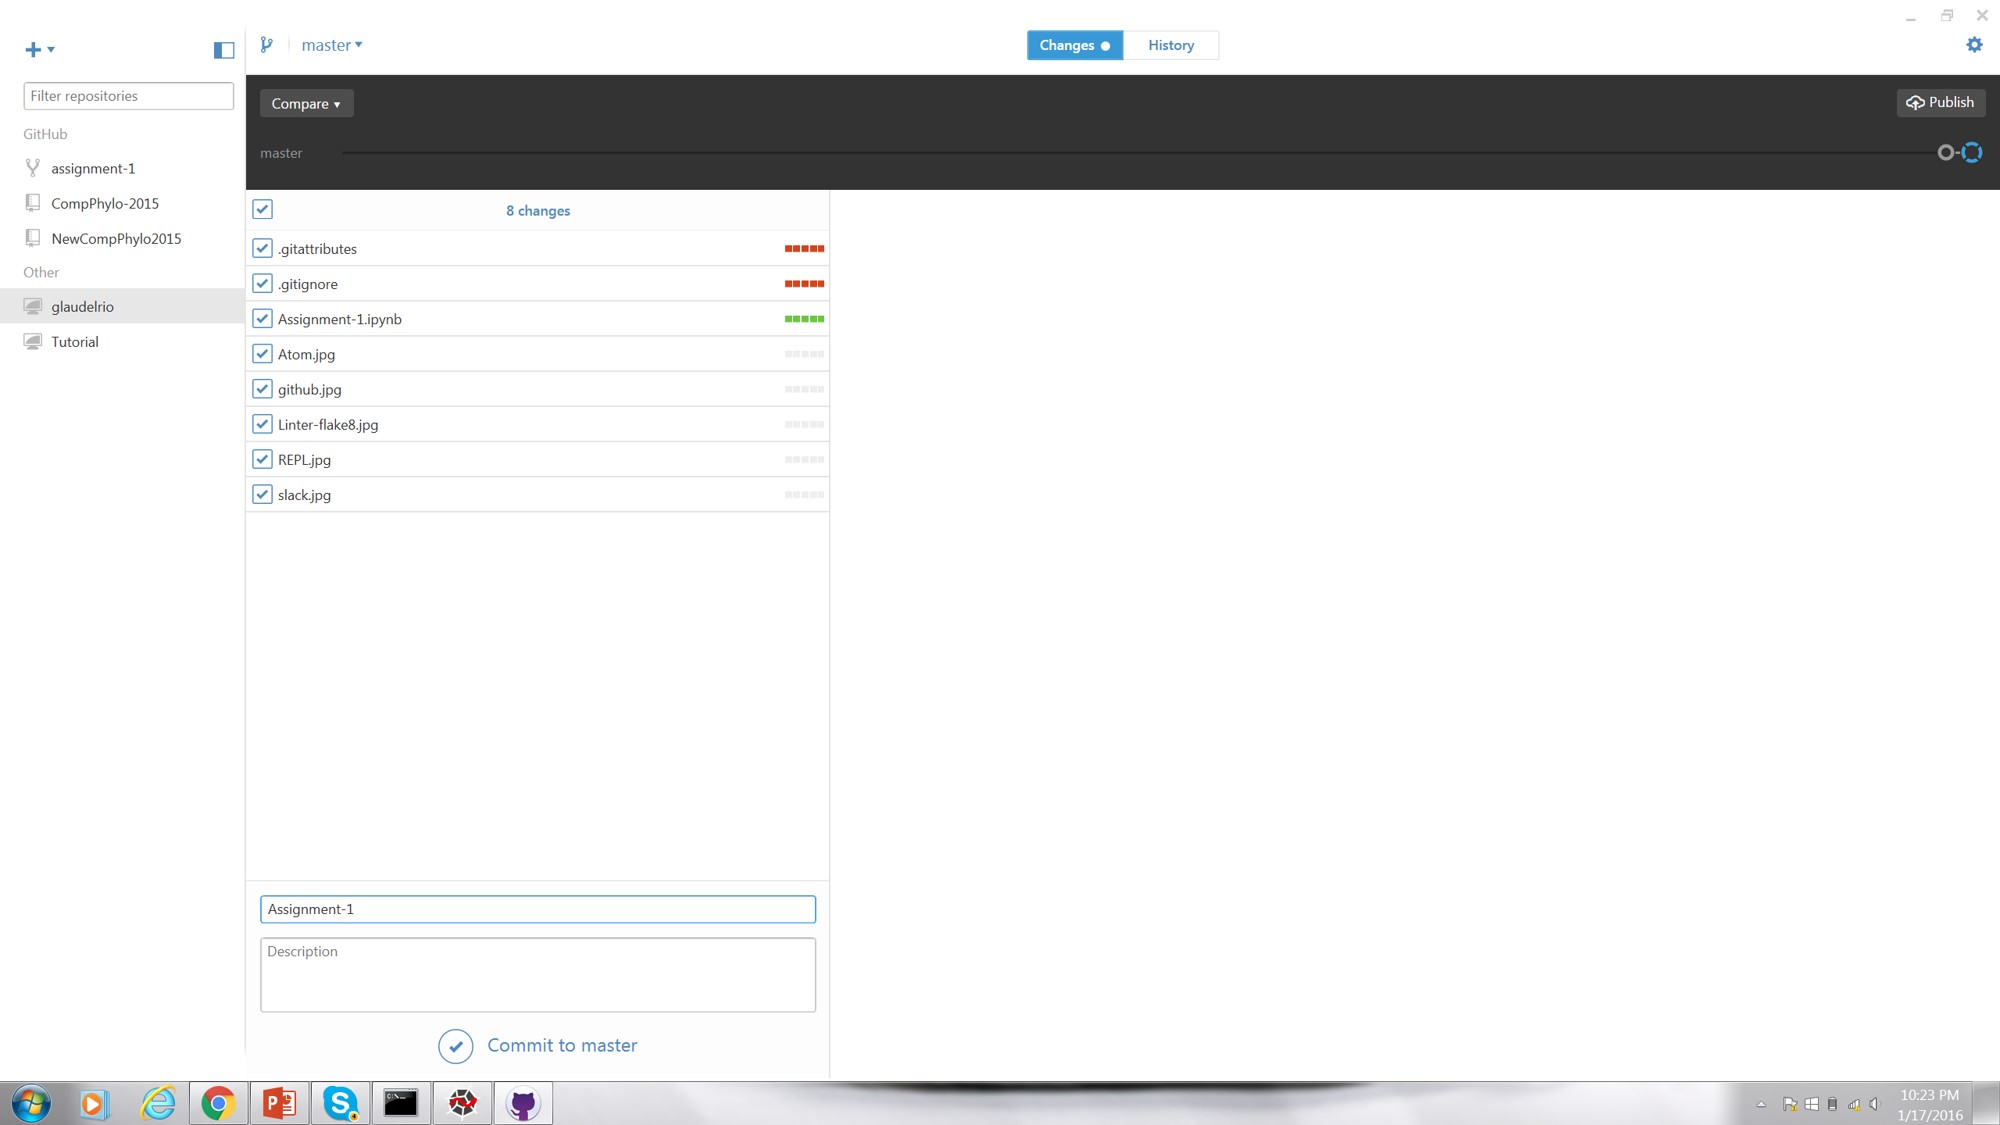 master
Changes
History
Filter repositories
GitHub
assignment-1
CompPhylo-2015
NewCompPhylo2015
Other
glaudelrio
Tutorial
Compare
Publish
master
8 changes
.gitattributes
.gitignore
Assignment-1.ipynb
Atom.jpg
github.jpg
Linter-flake8.jpg
REPL.jpg
slack.jpg
Assignment-1
Description
Commit to master
10:23 PM
1/17/2016